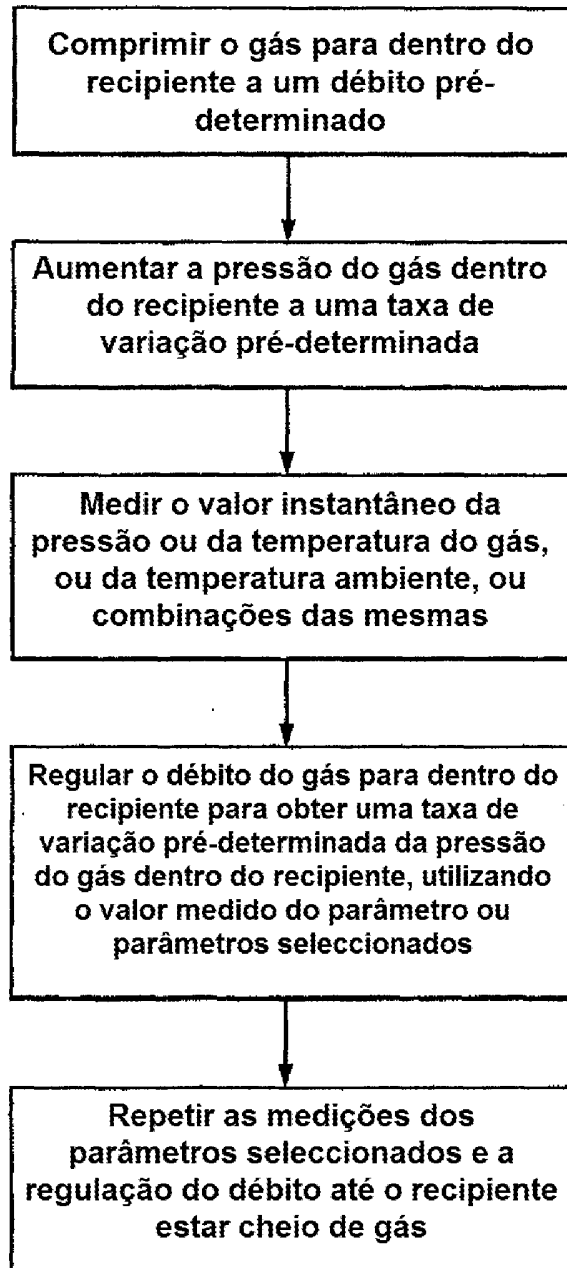 Comprimir o gás para dentro do
recipiente a um débito pré-
determinado
Aumentar a pressão do gás dentro
do recipiente a uma taxa de
variação pré-determinada
Medir o valor instantâneo da
pressão ou da temperatura do gás,
ou da temperatura ambiente, ou
combinações das mesmas
Regular o débito do gás para dentro do
recipiente para obter uma taxa de
variação pré-determinada da pressão
do gás dentro do recipiente, utilizando
o valor medido do parâmetro ou
parâmetros seleccionados
Repetir as medições dos
parâmetros seleccionados e a
regulação do débito até o recipiente
estar cheio de gás